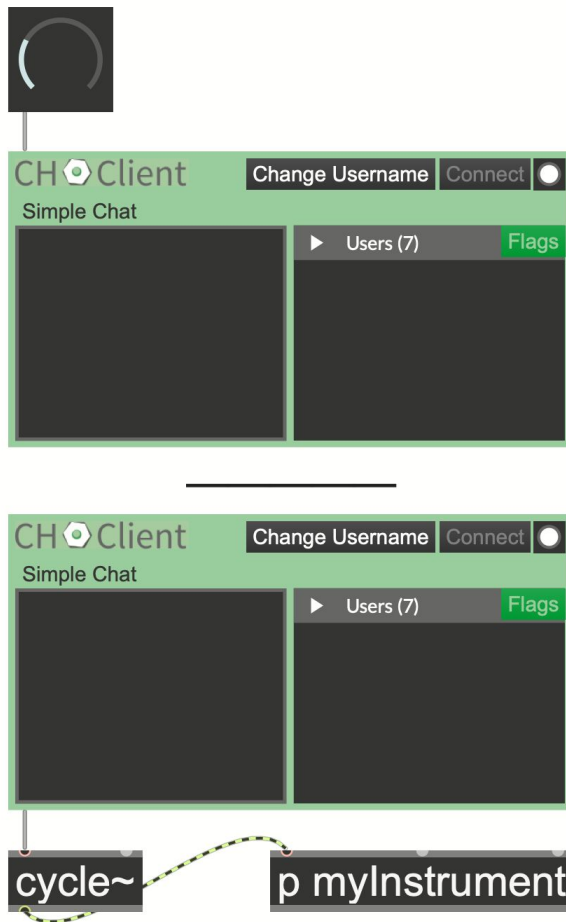 CH Client
Change Username
Connect
Simple Chat
Users (7)
Flags
CH Client
Change Username
Connect
Simple Chat
Users (7)
Flags
cycle~
p myInstrument